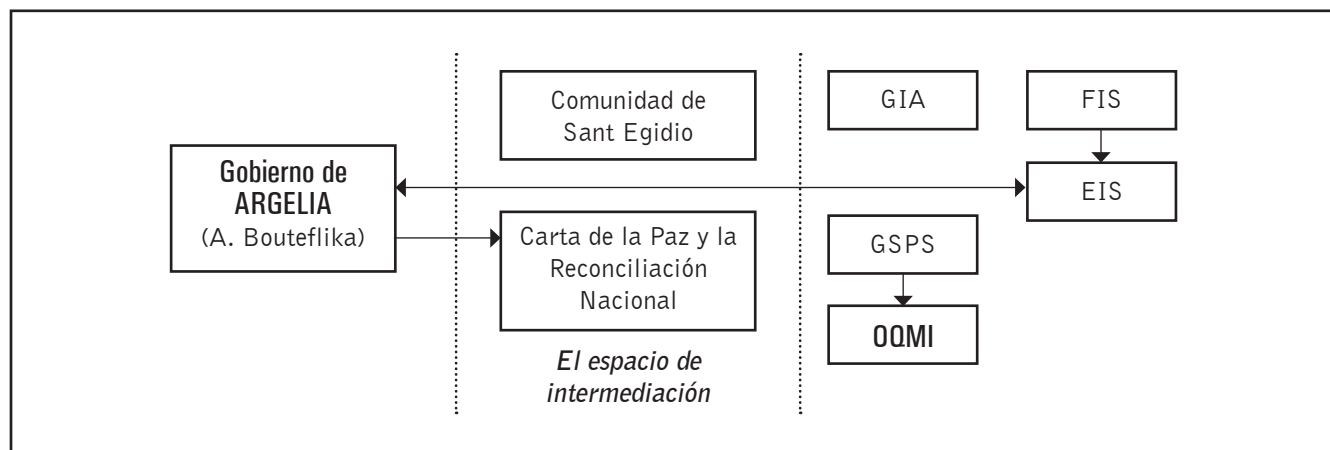 Gobierno de
ARGELIA
(A. Bouteflika)
Comunidad de
Sant Egidio
Carta de la Paz y la
Reconciliación
Nacional
El espacio de
intermediación
GIA
FIS
EIS
GSPS
OQMI